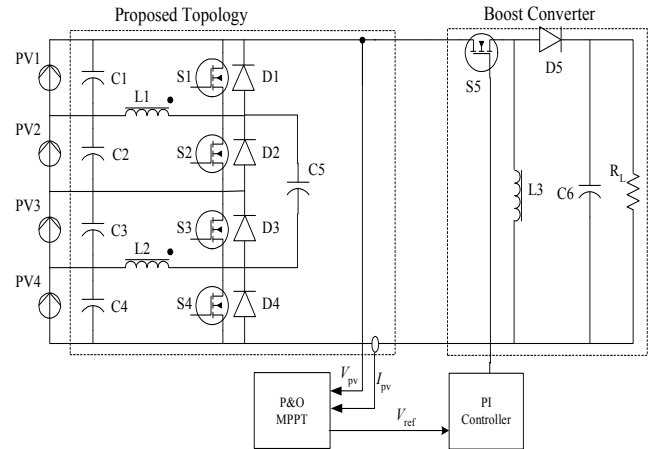 Proposed Topology
Boost Converter
PV1
C1
S1
D1
L1
PV2
C2
S2
D2
C5
PV3
C3
S3
D3
L2
PV4
C4
S4
D4
S5
D5
L3
C6
RL
Vpv
Ipv
P&O
MPPT
Vref
PI
Controller